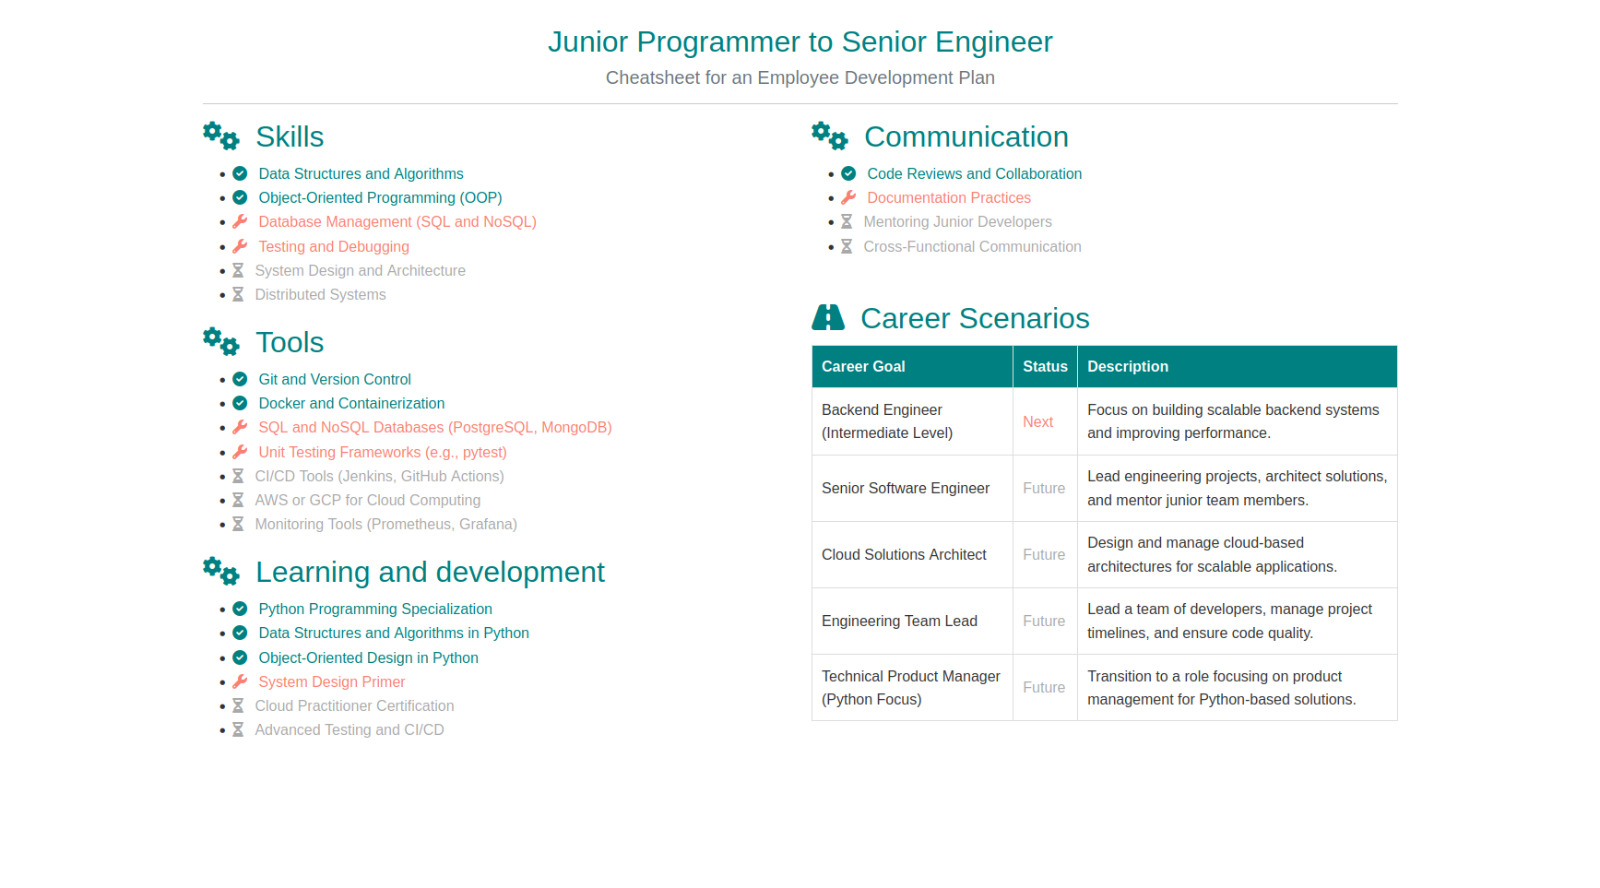 Junior Programmer to Senior Engineer
Cheatsheet for an Employee Development Plan
Skills
Data Structures and Algorithms
Object-Oriented Programming (OOP)
Database Management (SQL and NoSQL)
Testing and Debugging
System Design and Architecture
Distributed Systems
Tools
Git and Version Control
Docker and Containerization
SQL and NoSQL Databases (PostgreSQL, MongoDB)
Unit Testing Frameworks (e.g., pytest)
CI/CD Tools (Jenkins, GitHub Actions)
AWS or GCP for Cloud Computing
Monitoring Tools (Prometheus, Grafana)
Learning and development
Python Programming Specialization
Data Structures and Algorithms in Python
Object-Oriented Design in Python
System Design Primer
Cloud Practitioner Certification
Advanced Testing and CI/CD
Communication
Code Reviews and Collaboration
Documentation Practices
Mentoring Junior Developers
Cross-Functional Communication
Career Scenarios
Career Goal Status Description
Backend Engineer
(Intermediate Level)
Next
Focus on building scalable backend systems
and improving performance.
Senior Software Engineer
Future
Lead engineering projects, architect solutions,
and mentor junior team members.
Cloud Solutions Architect
Future
Design and manage cloud-based
architectures for scalable applications.
Engineering Team Lead
Future
Lead a team of developers, manage project
timelines, and ensure code quality.
Technical Product Manager
(Python Focus)
Future
Transition to a role focusing on product
management for Python-based solutions.